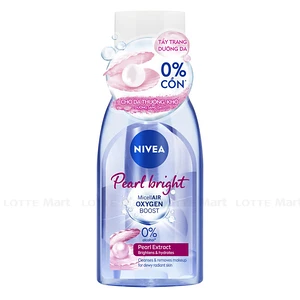 TẨY TRANG
DƯỠNG DA
0%
CỒN*
CHO DA THƯỜNG, KHÔ
NIVEA
Pearl bright
MicellAIR
OXYGEN
BOOST
0%
alcohol
Pearl Extract
Brightens & hydrates
Cleanses & removes makeup
for dewy radiant skin
LOTTE Mart